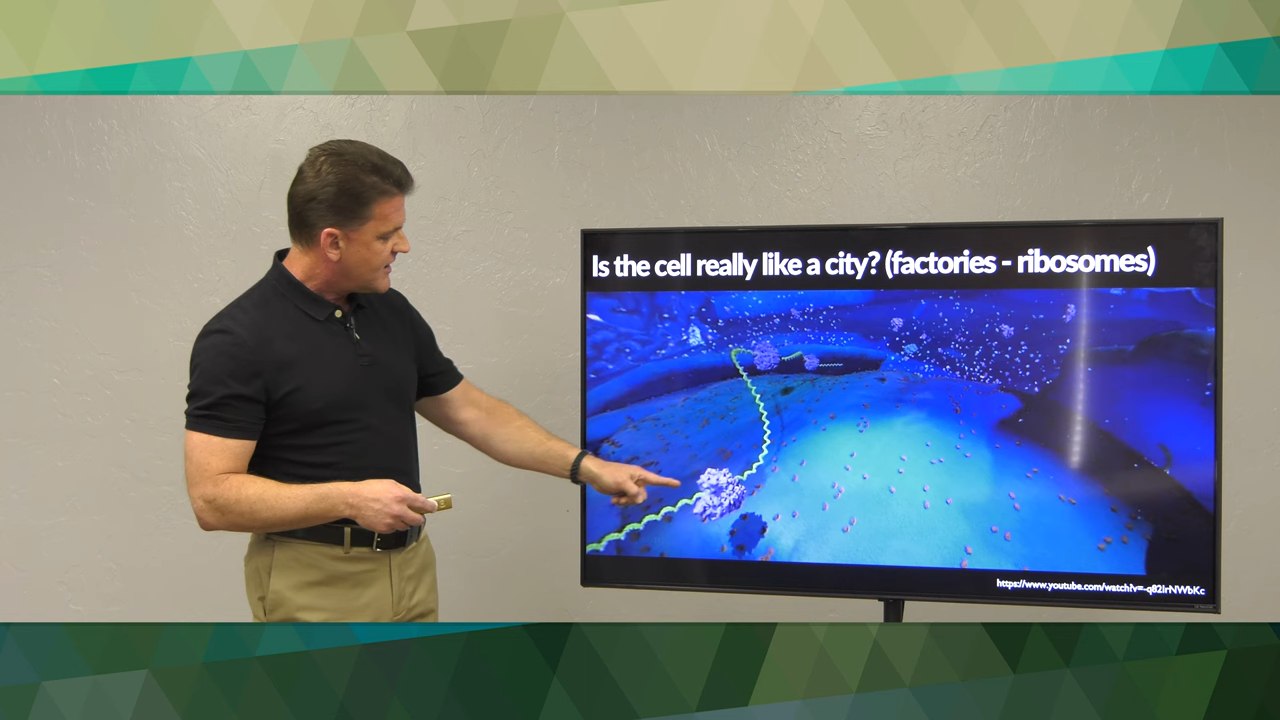 Is the cell really like a city? (factories - ribosomes)
https://www.youtube.com/watch?v=-q82IrNWbKc